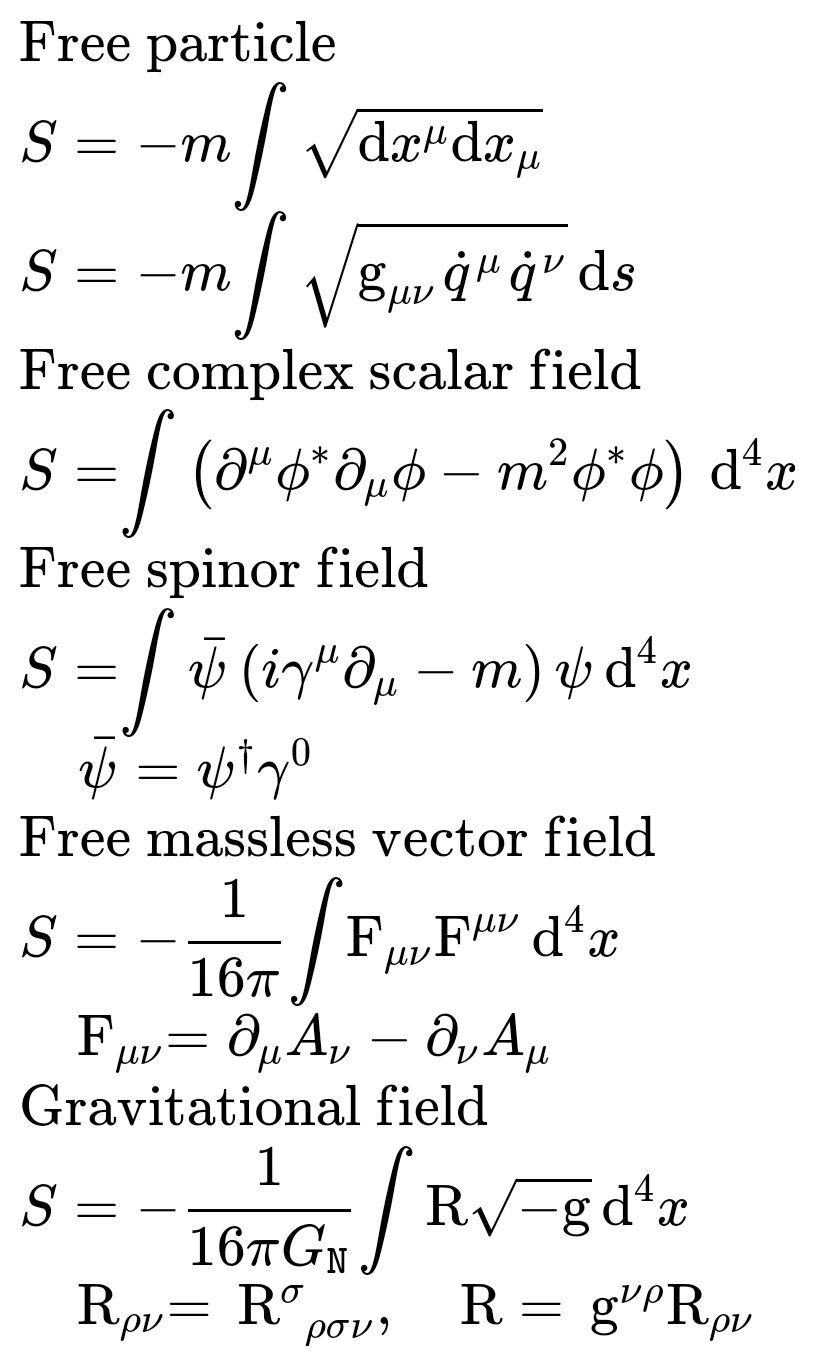 Free particle
S = −m∫ √(dx^μ dx_μ)
S = −m∫ √(g_μν q̇^μ q̇^ν) ds
Free complex scalar field
S = ∫ (∂^μ ϕ* ∂_μ ϕ − m² ϕ* ϕ) d⁴x
Free spinor field
S = ∫ ψ̄ (iγ^μ ∂_μ − m) ψ d⁴x
ψ̄ = ψ† γ⁰
Free massless vector field
S = −1/(16π) ∫ F_μν F^μν d⁴x
F_μν = ∂_μ A_ν − ∂_ν A_μ
Gravitational field
S = −1/(16πG_N) ∫ R√(−g) d⁴x
R_ρν = R^σ_ρσν, R = g^νρ R_ρν